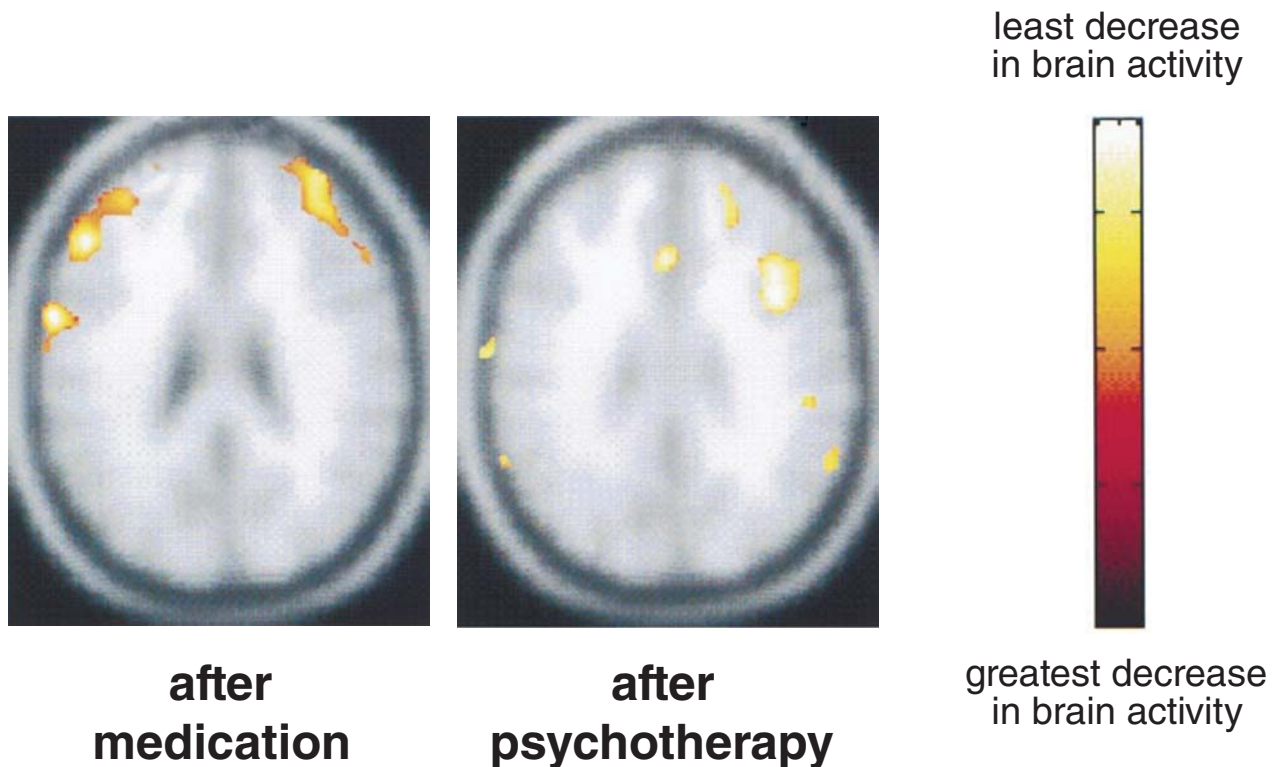 least decrease
in brain activity
after
medication
after
psychotherapy
greatest decrease
in brain activity